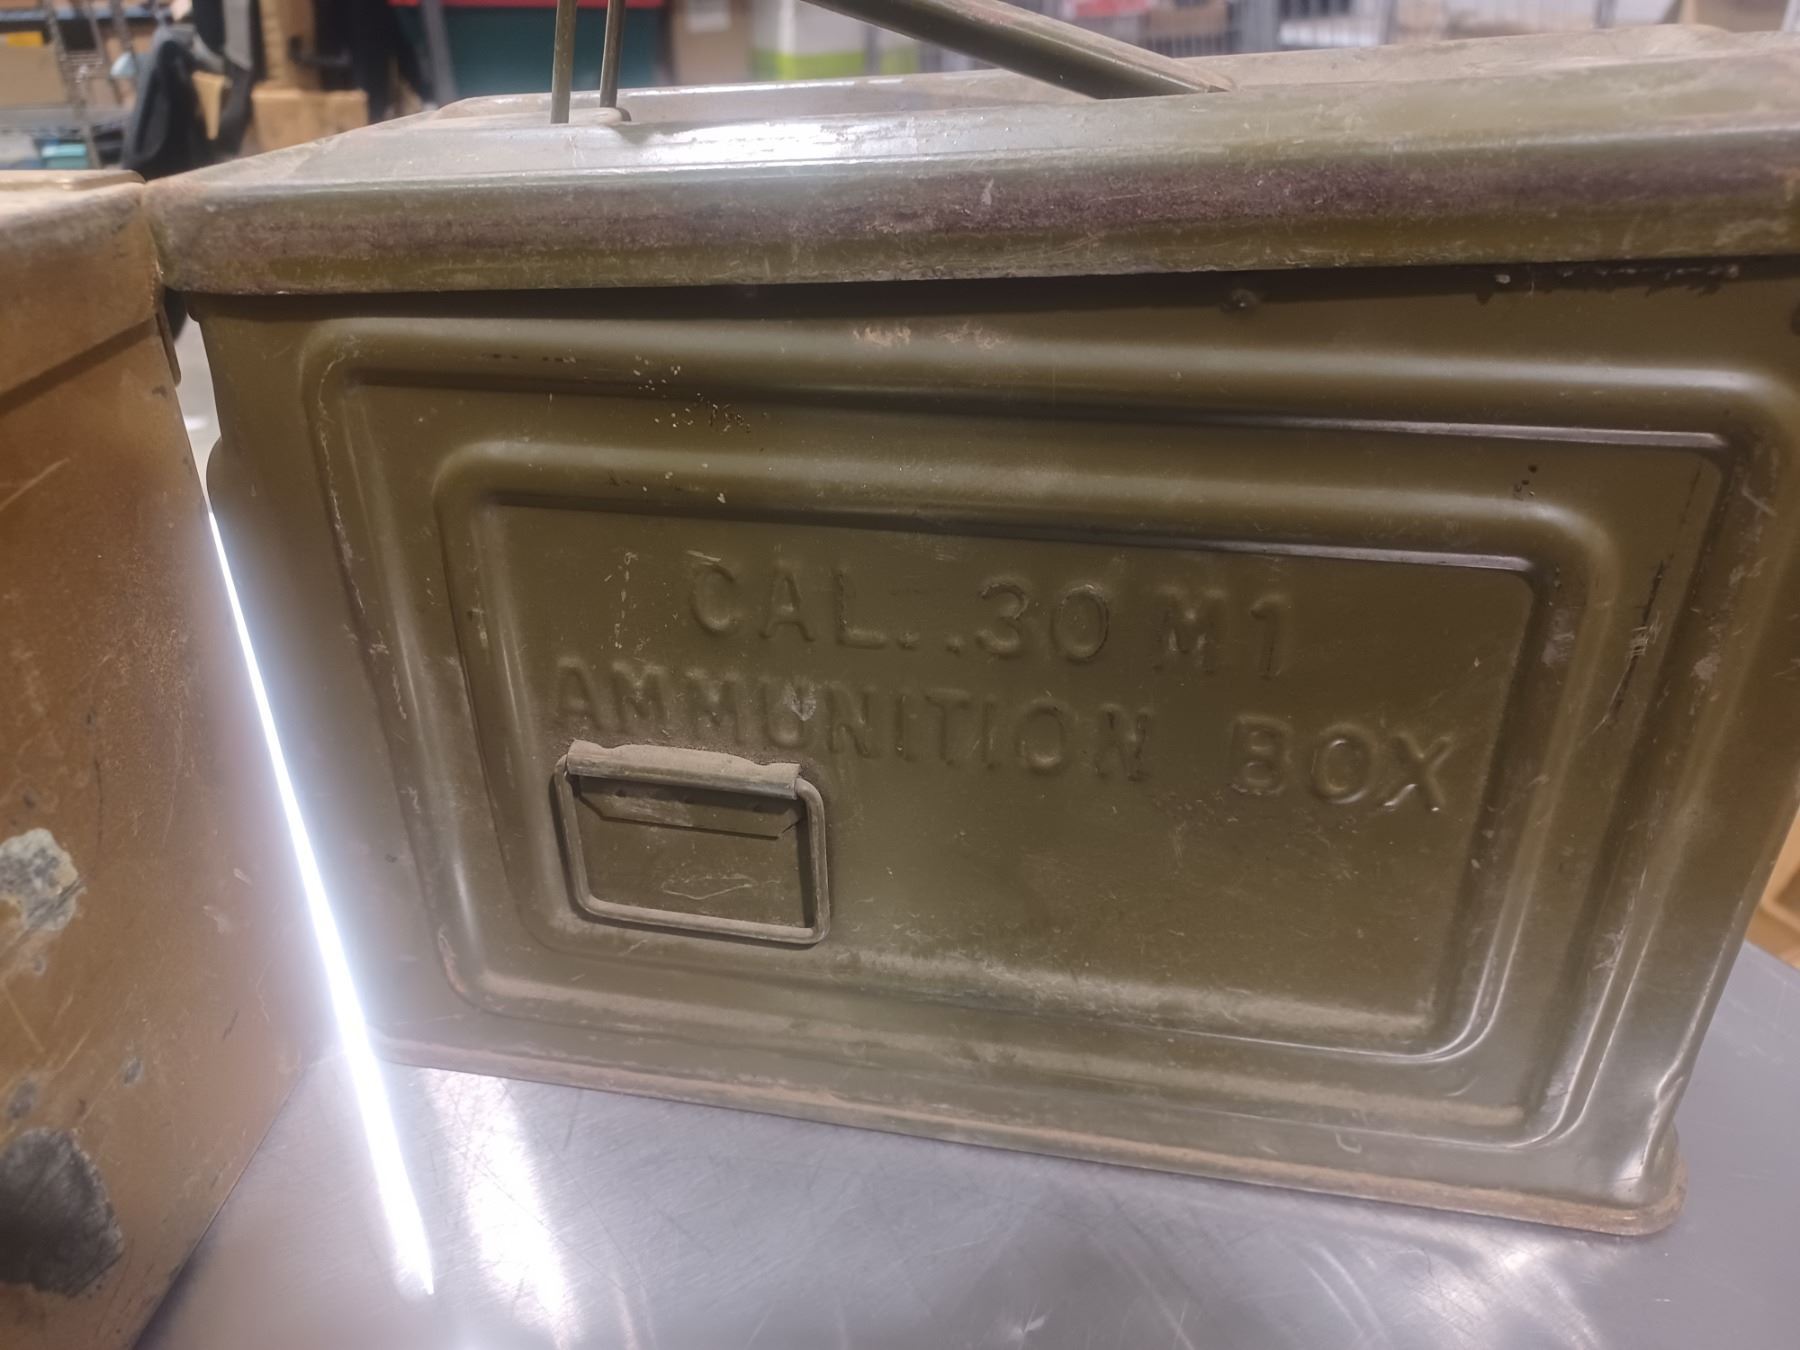 CAL. .30 M1
AMMUNITION BOX